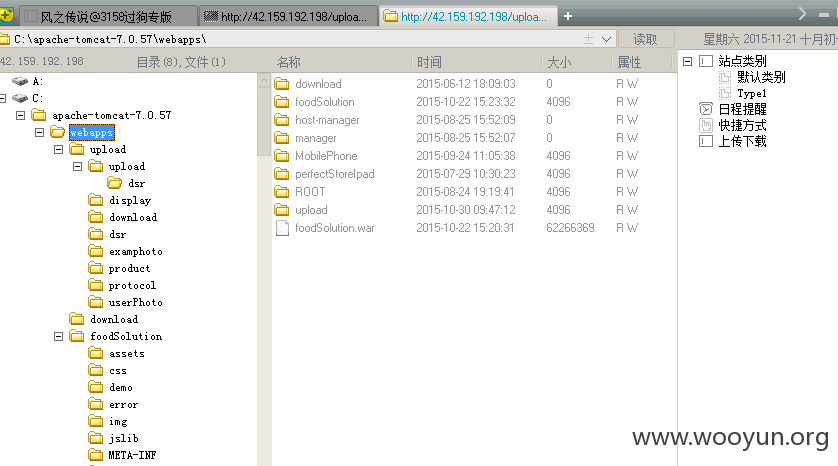 风之传说@3158过狗专版
http://42.159.192.198/uploa...
http://42.159.192.198/uploa...
C:\apache-tomcat-7.0.57\webapps\
读取
星期六 2015-11-21 十月初
42.159.192.198
目录(8),文件(1)
名称 时间 大小 属性
A:
C:
apache-tomcat-7.0.57
webapps
upload
upload
dsr
display
download
dsr
examphoto
product
protocol
userPhoto
download
foodSolution
assets
css
demo
error
img
jslib
META-INF
download 2015-06-12 18:09:03 0 R W
foodSolution 2015-10-22 15:23:32 4096 R W
host-manager 2015-08-25 15:52:09 0 R W
manager 2015-08-25 15:52:07 0 R W
MobilePhone 2015-09-24 11:05:38 4096 R W
perfectStoreIpad 2015-07-29 10:30:23 4096 R W
ROOT 2015-08-24 19:19:41 4096 R W
upload 2015-10-30 09:47:12 4096 R W
foodSolution.war 2015-10-22 15:20:31 62266369 R W
站点类别
默认类别
Type1
日程提醒
快捷方式
上传下载
www.wooyun.org